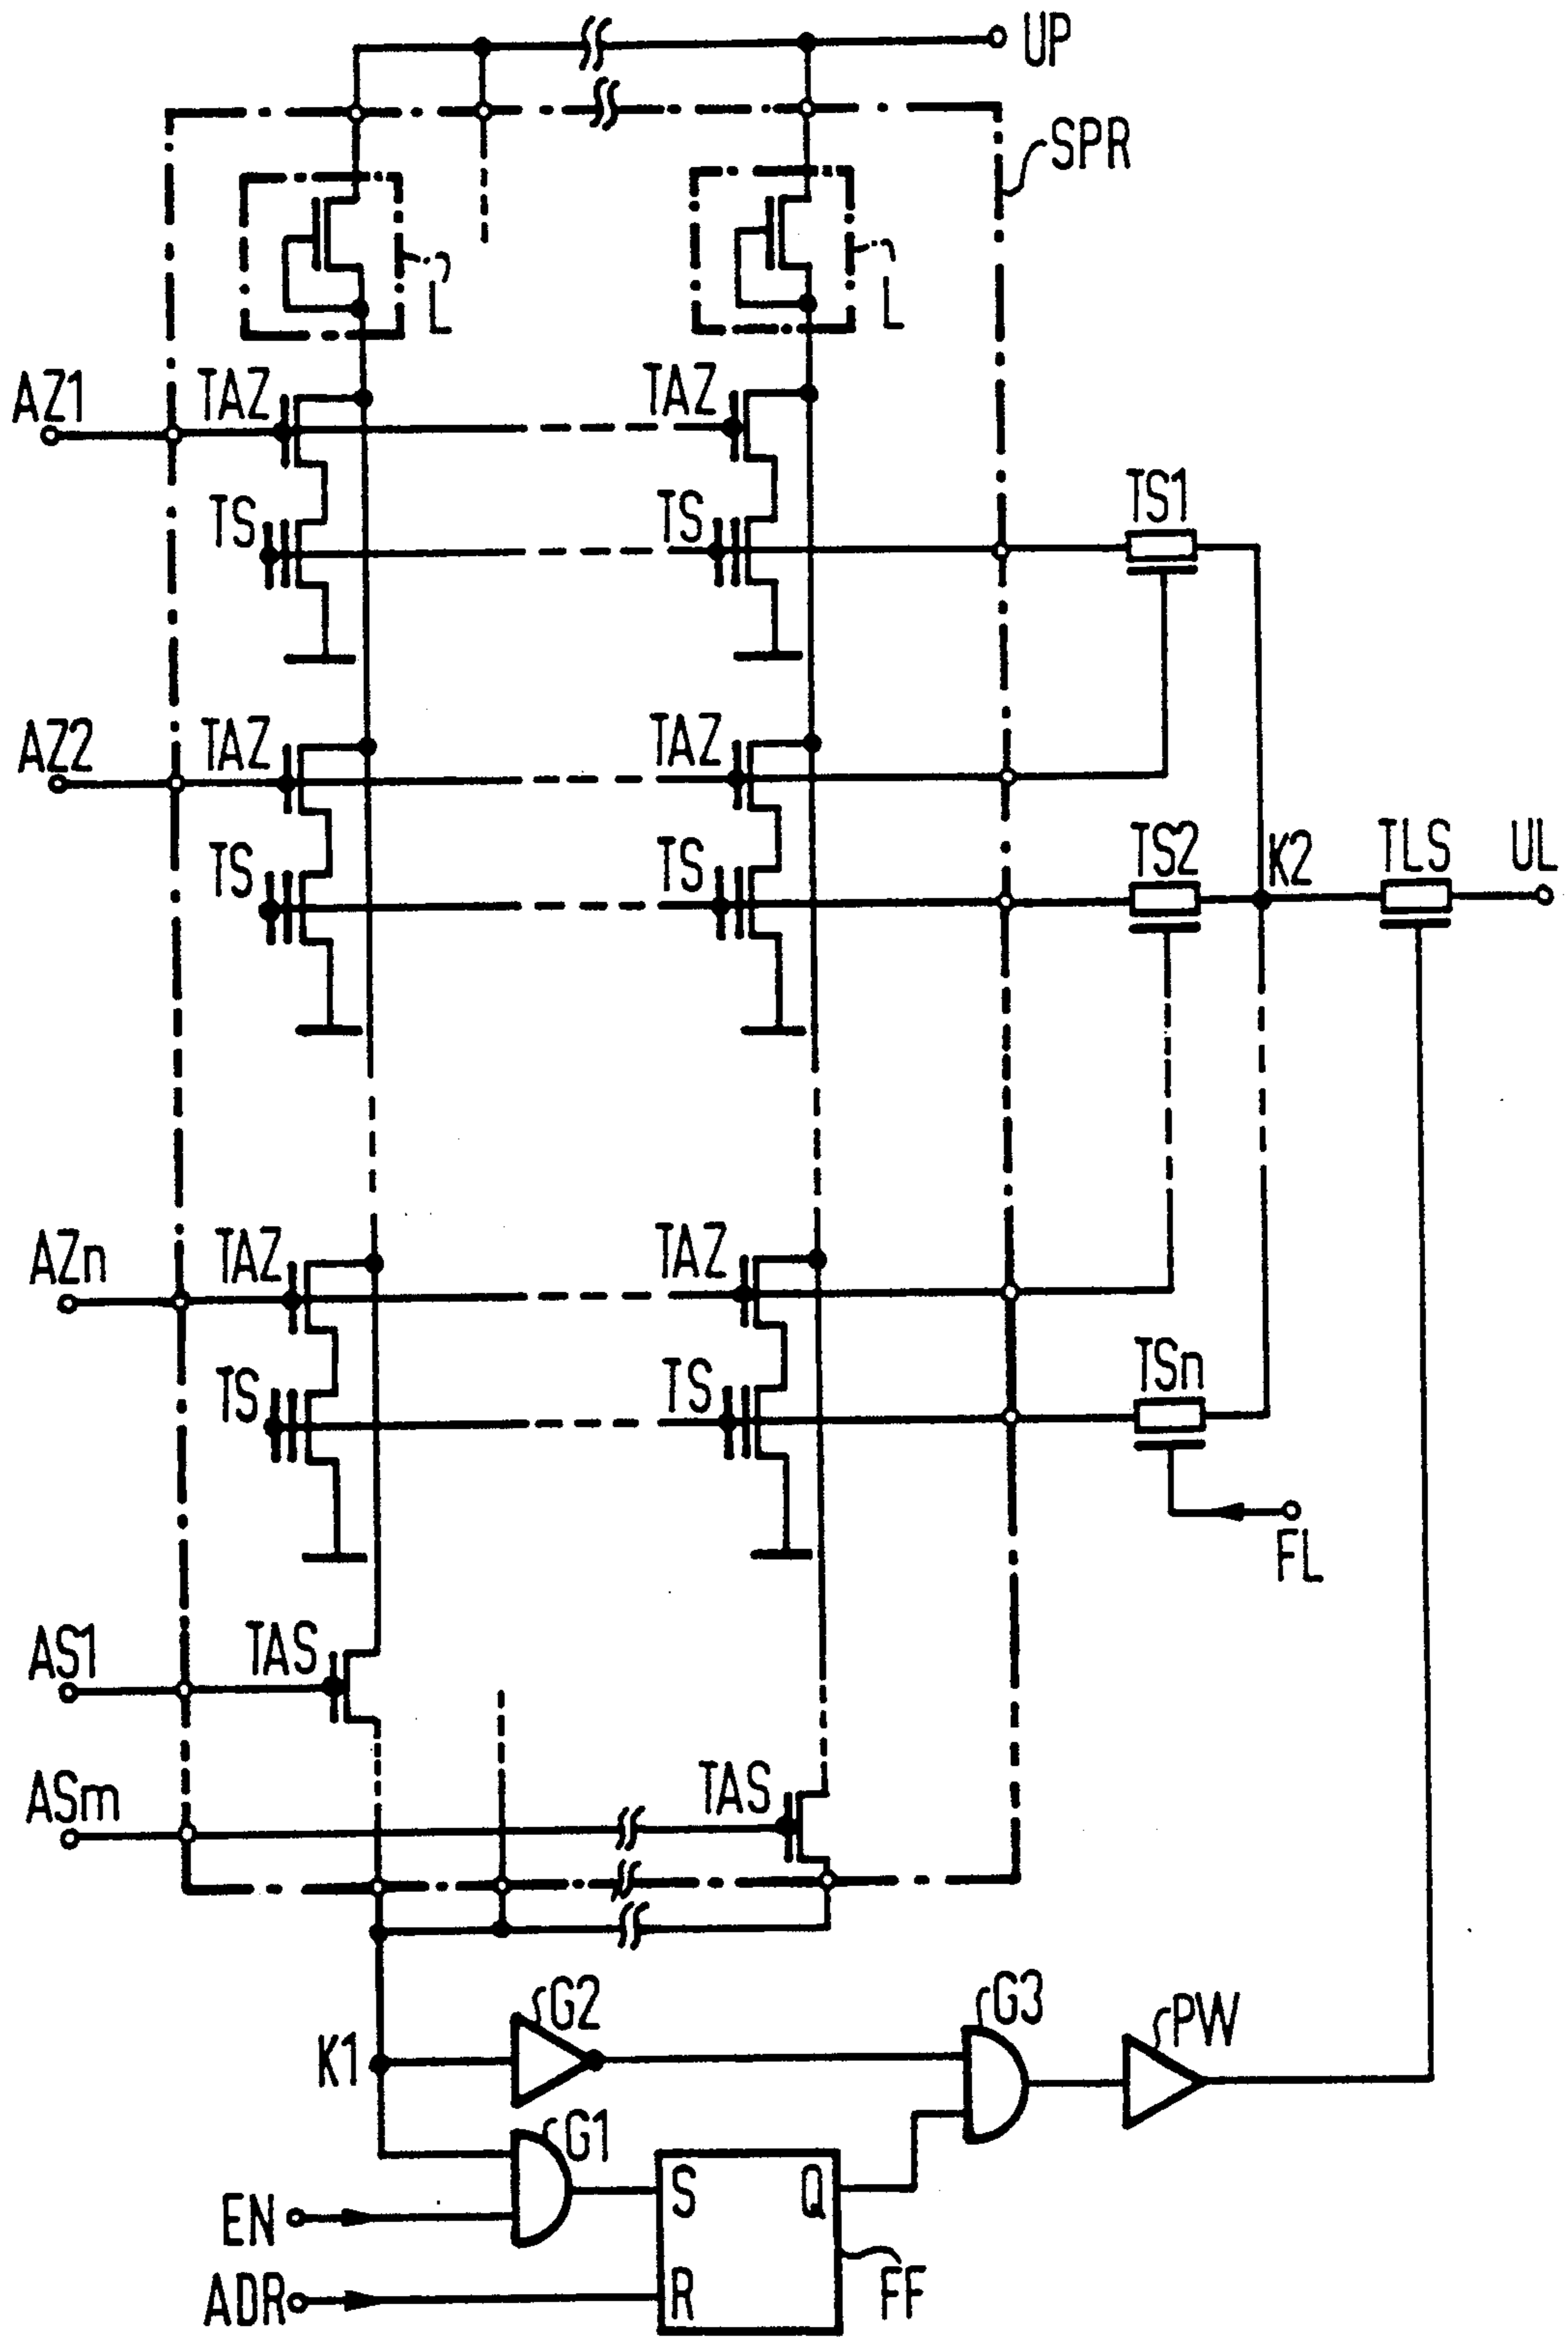 UP
SPR
L L
AZ1 TAZ TAZ
TS TS TS1
AZ2 TAZ TAZ
TS TS TS2 K2 TLS UL
AZn TAZ TAZ
TS TS TSn
FL
AS1 TAS
ASm TAS
G2 G3 PW
K1
G1
S Q
EN
ADR R FF